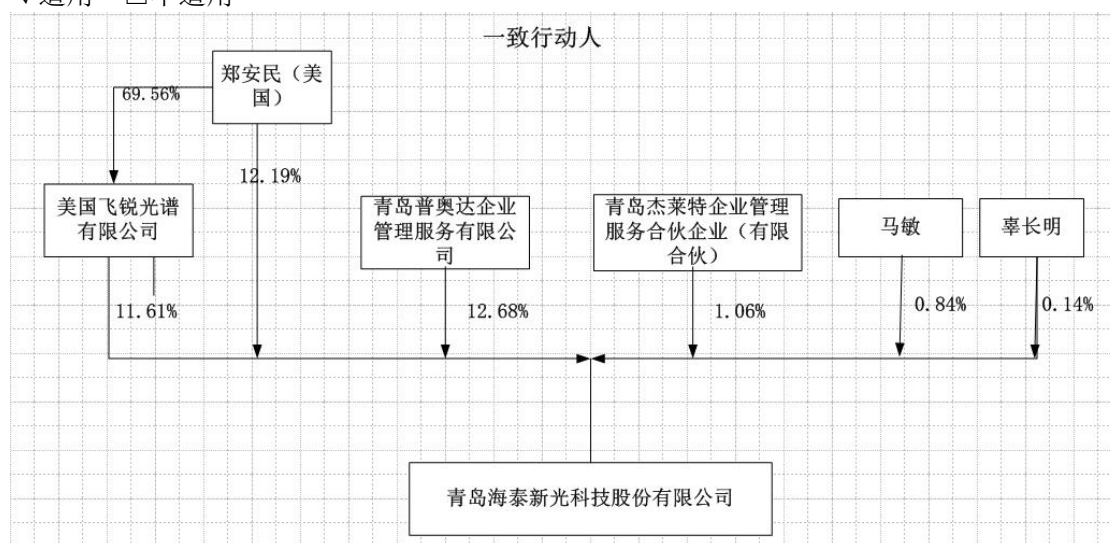 一致行动人
郑安民（美
国）
69.56%
12.19%
美国飞锐光谱
有限公司
青岛普奥达企业
管理服务有限公
司
青岛杰莱特企业管理
服务合伙企业（有限
合伙）
马敏
辜长明
11.61%
12.68%
1.06%
0.84%
0.14%
青岛海泰新光科技股份有限公司